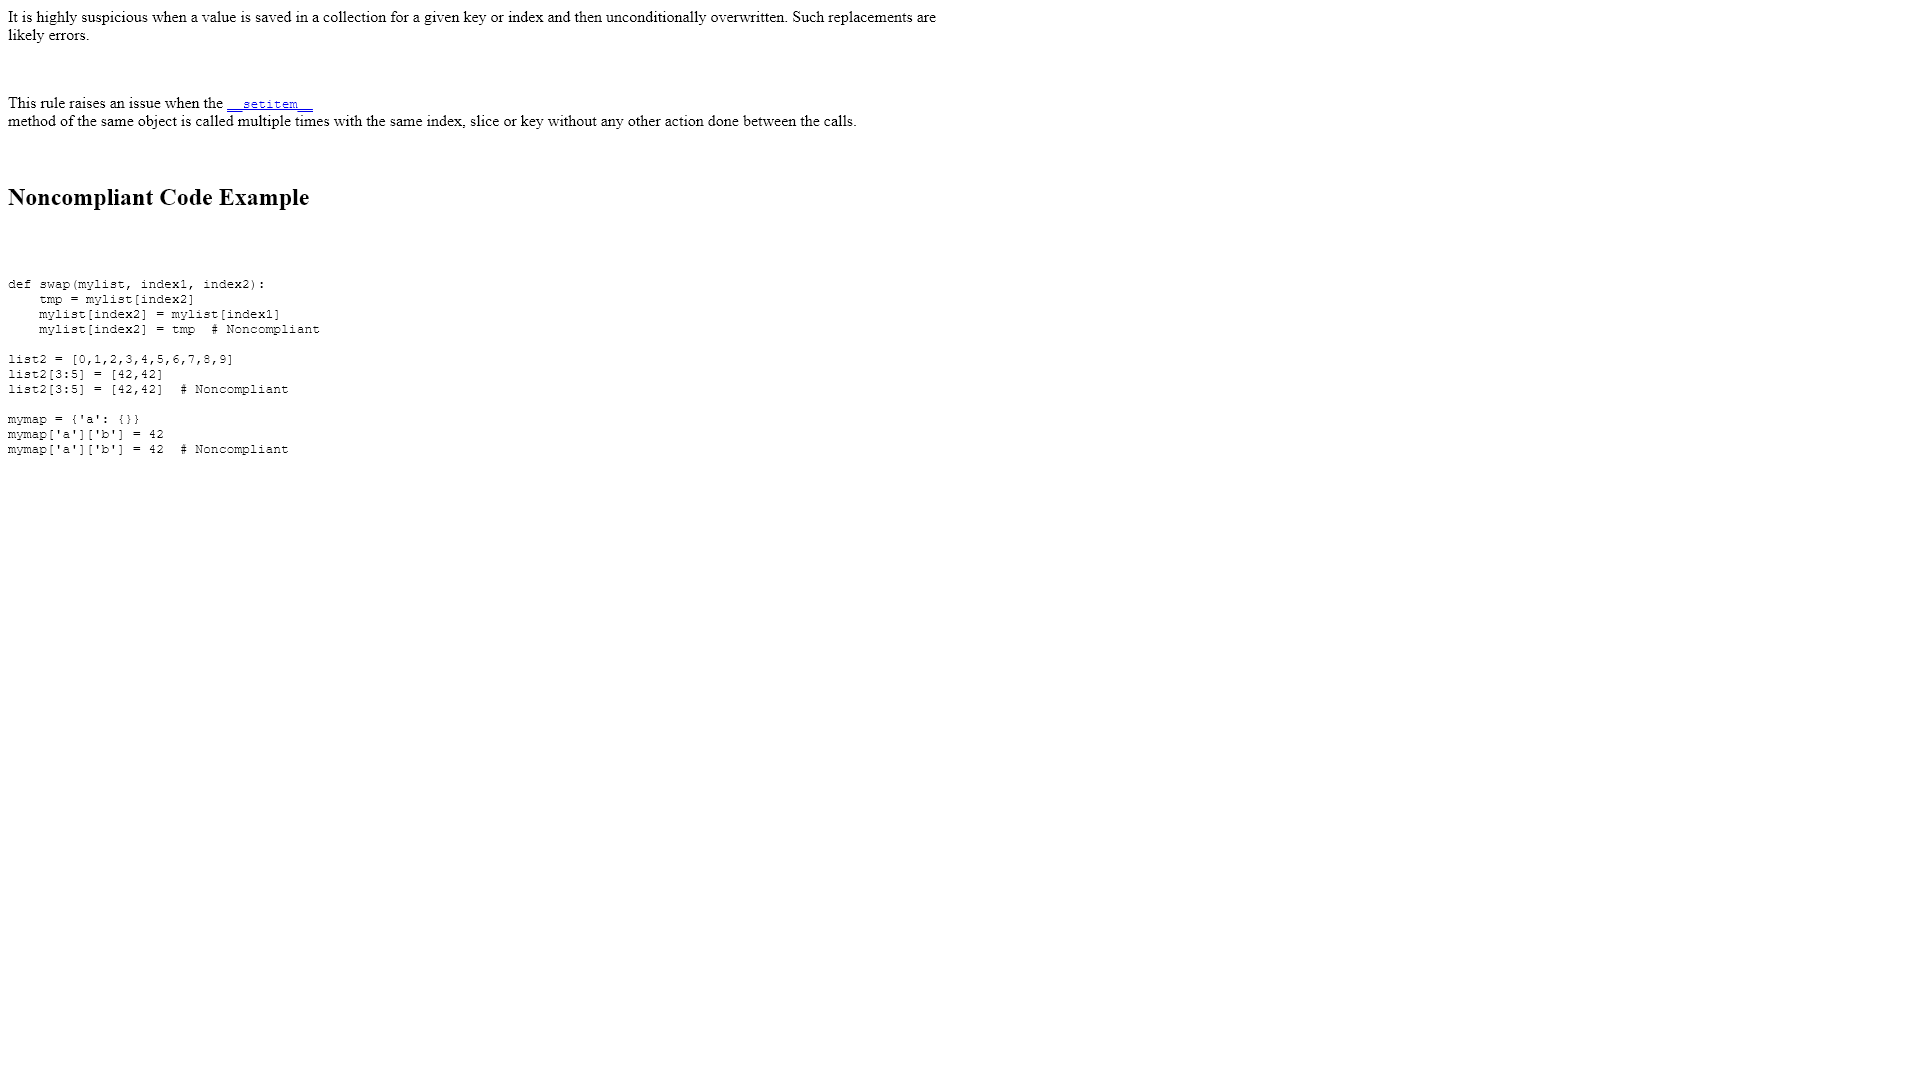 It is highly suspicious when a value is saved in a collection for a given key or index and then unconditionally overwritten. Such replacements are
likely errors.
This rule raises an issue when the __setitem__
method of the same object is called multiple times with the same index, slice or key without any other action done between the calls.
Noncompliant Code Example
def swap(mylist, index1, index2):
    tmp = mylist[index2]
    mylist[index2] = mylist[index1]
    mylist[index2] = tmp  # Noncompliant
list2 = [0,1,2,3,4,5,6,7,8,9]
list2[3:5] = [42,42]
list2[3:5] = [42,42]  # Noncompliant
mymap = {'a': {}}
mymap['a']['b'] = 42
mymap['a']['b'] = 42  # Noncompliant